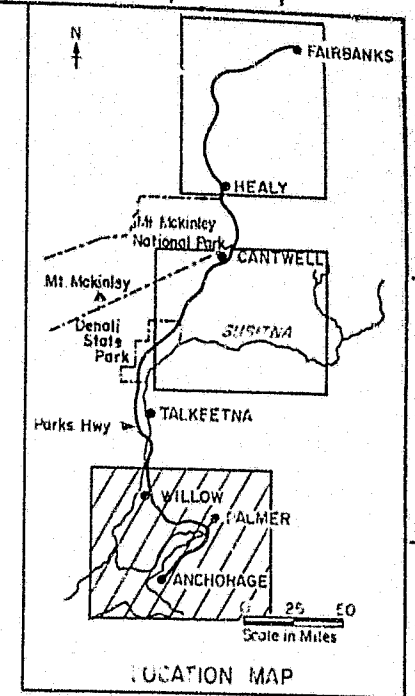 N
FAIRBANKS
HEALY
Mt Mckinley
National Park
CANTWELL
Mt. Mckinley
Denali
State
Park
SUSITNA
TALKEETNA
Parks Hwy
WILLOW
PALMER
ANCHORAGE
0 25 50
Scale in Miles
LOCATION MAP